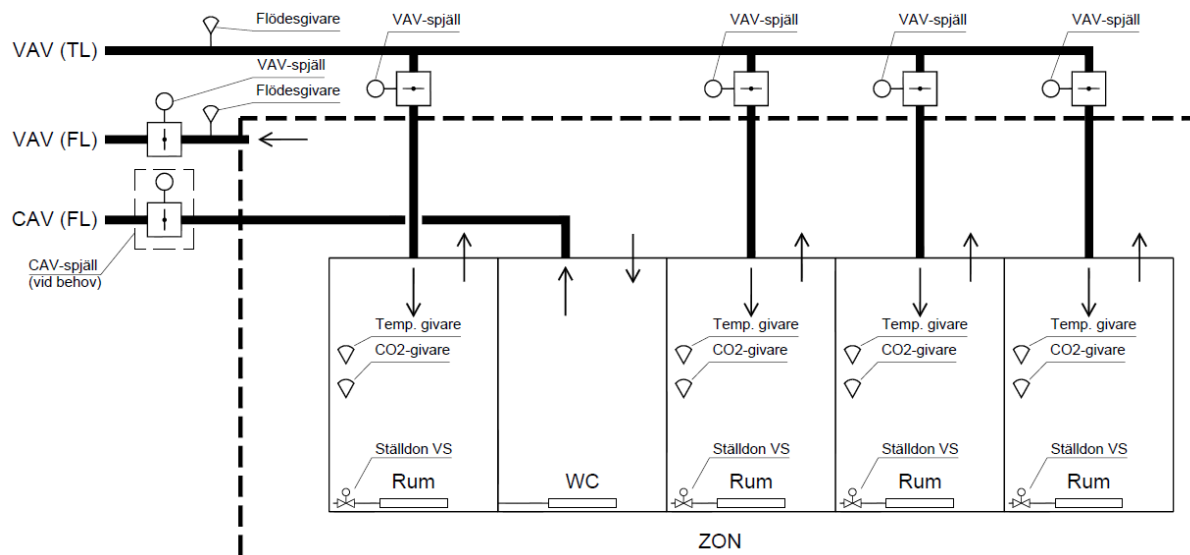 Flödesgivare
VAV-spjäll
VAV-spjäll
VAV-spjäll
VAV-spjäll
VAV (TL)
VAV-spjäll
Flödesgivare
VAV (FL)
CAV (FL)
CAV-spjäll
(vid behov)
Temp. givare
Temp. givare
Temp. givare
Temp. givare
CO2-givare
CO2-givare
CO2-givare
CO2-givare
Ställdon VS
Ställdon VS
Ställdon VS
Ställdon VS
Rum
WC
Rum
Rum
Rum
ZON